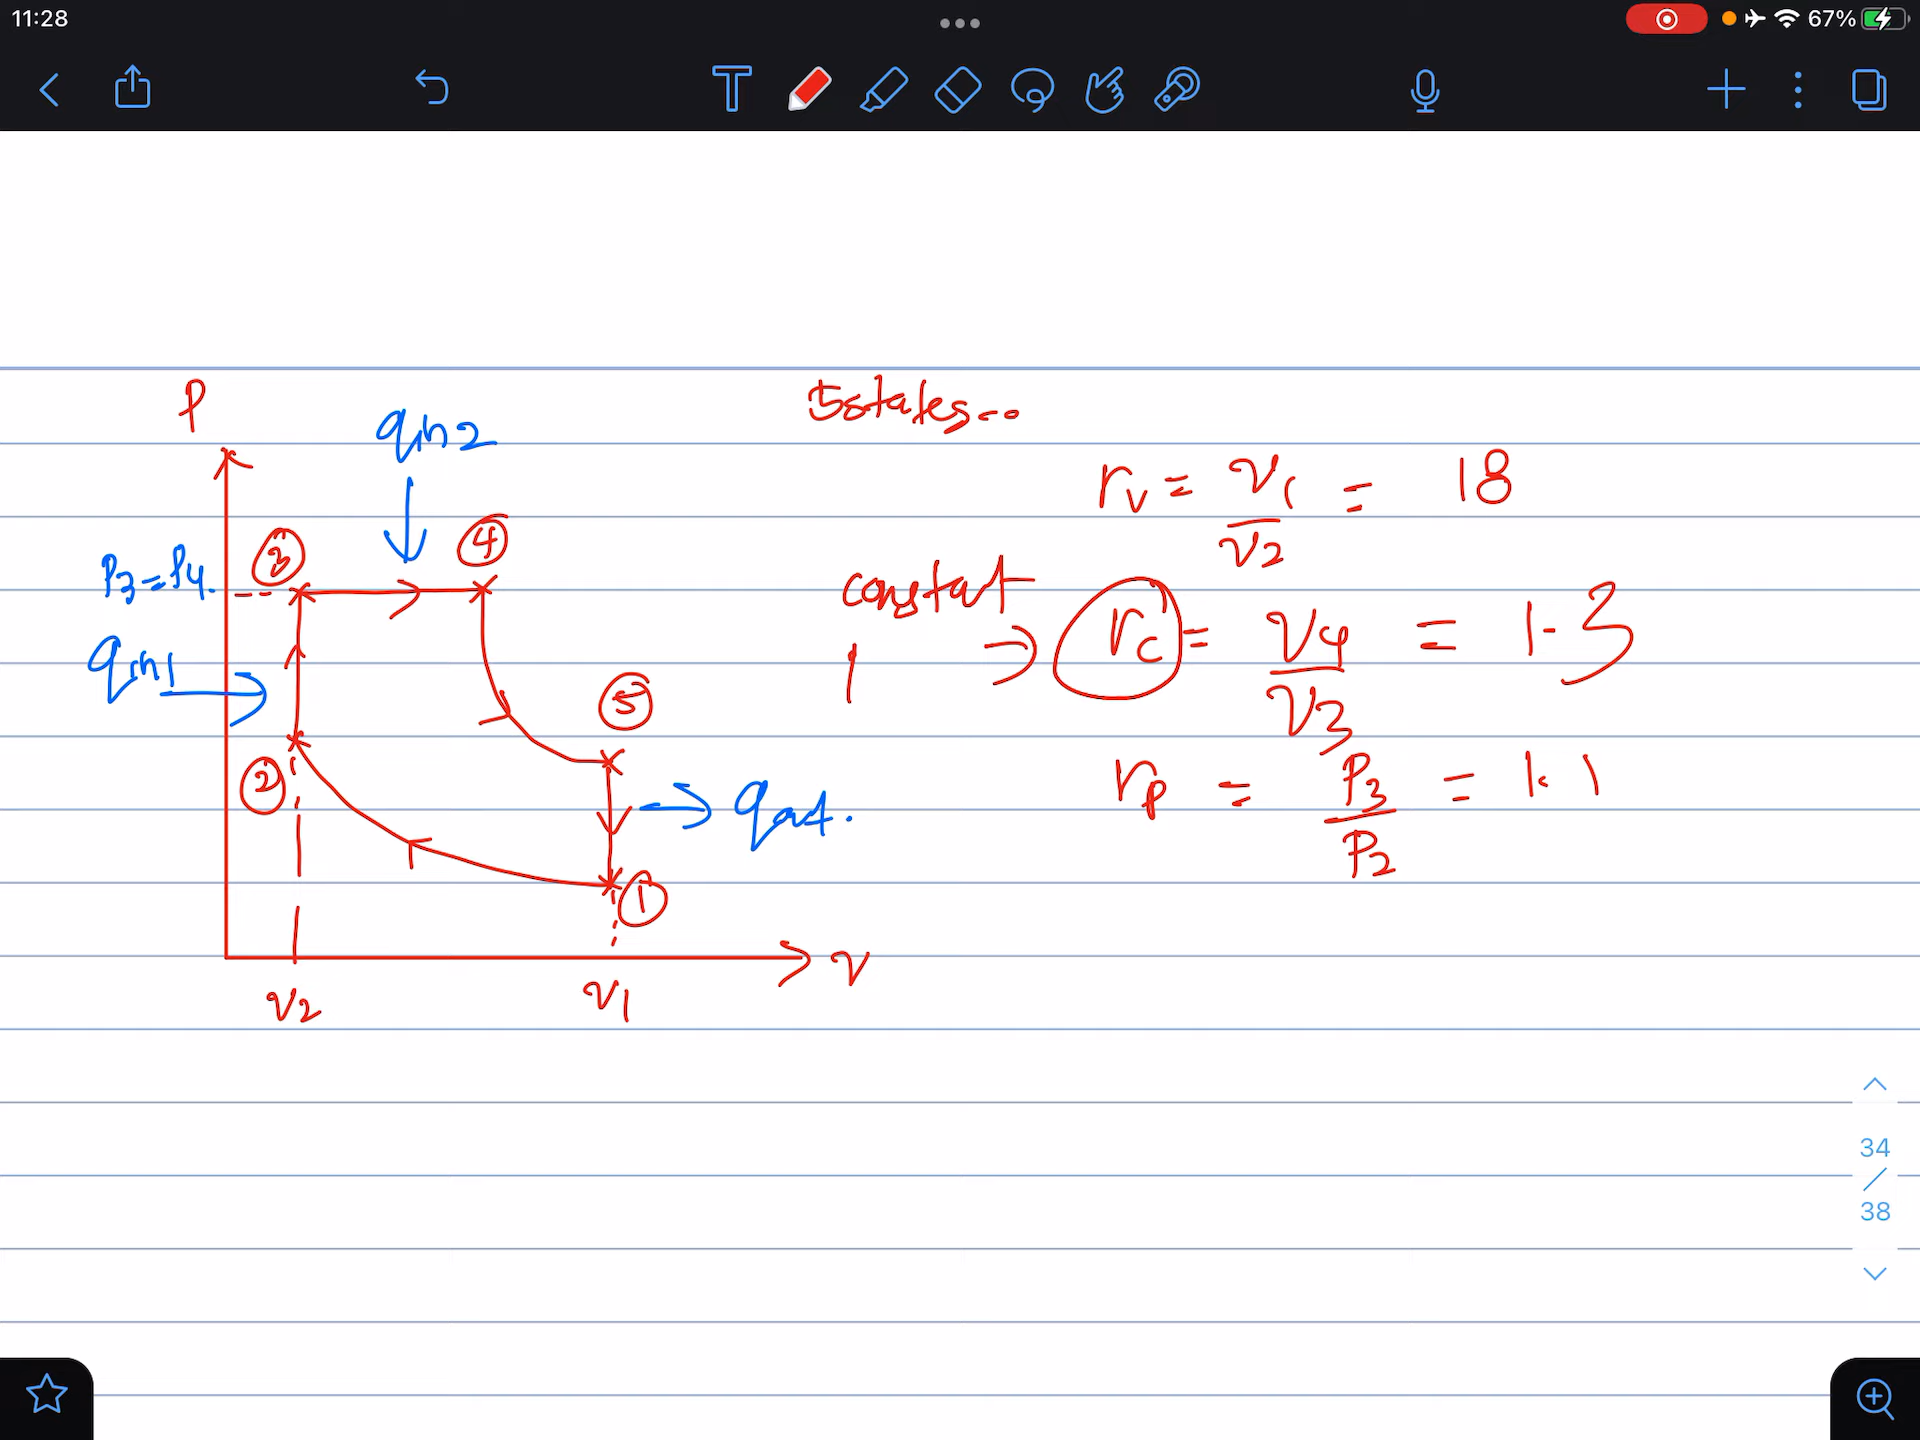 11:28
67%
T
P
5states...
qin2
rv = v1/v2 = 18
③
④
P3=P4.
constant
P
rc = v4/v3 = 1.3
qin1
⑤
②
rp = P3/P2 = 1.1
→ qout.
①
v
v2
v1
34
/
38